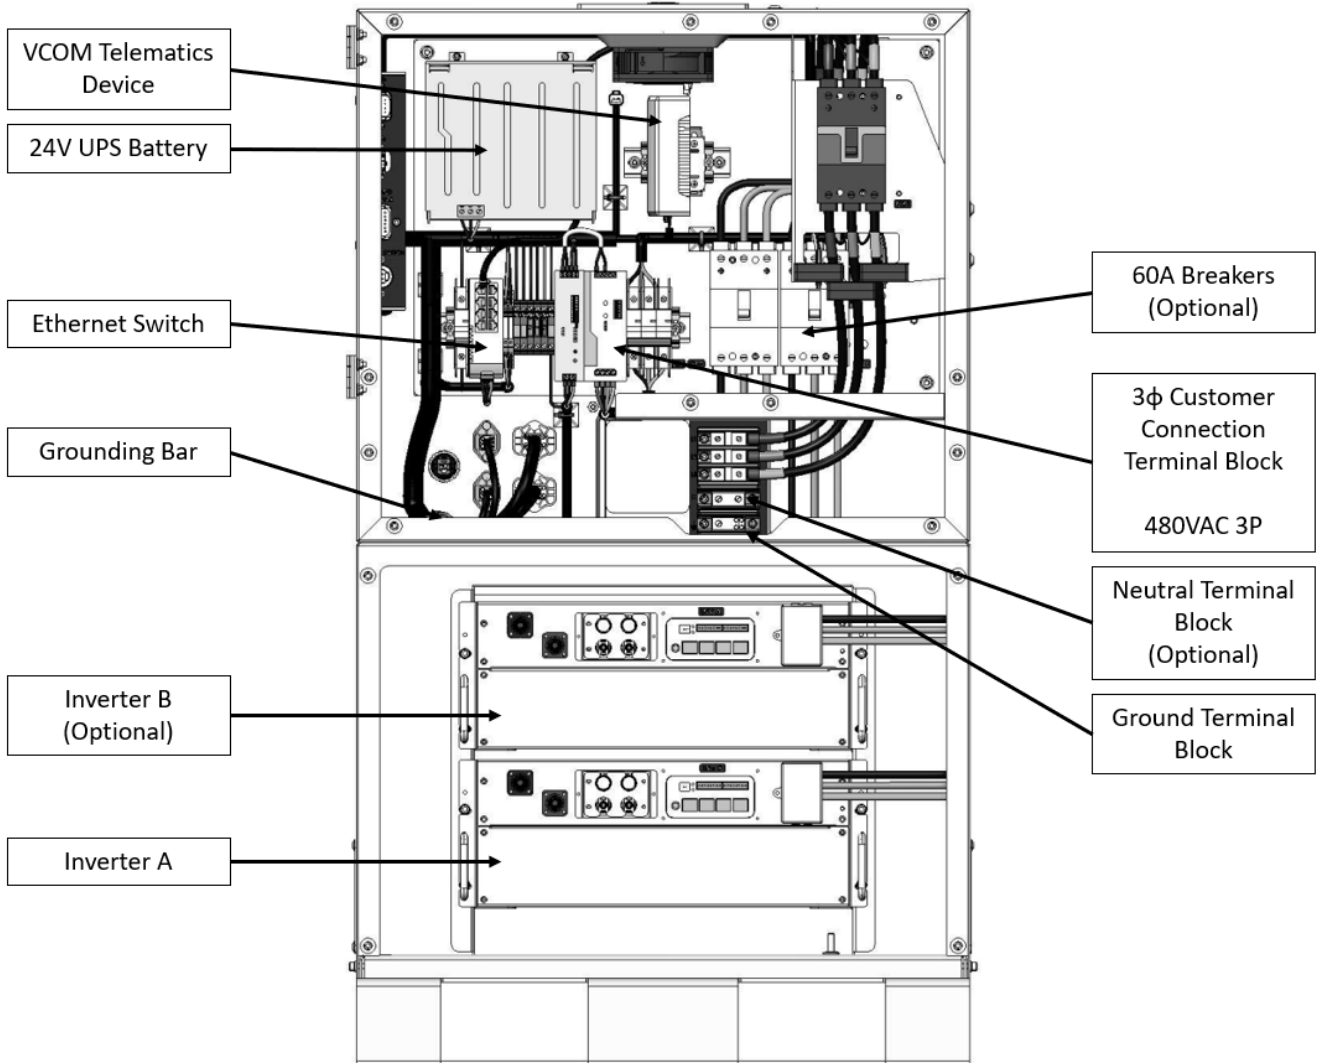 VCOM Telematics
Device
24V UPS Battery
Ethernet Switch
Grounding Bar
Inverter B
(Optional)
Inverter A
60A Breakers
(Optional)
3ϕ Customer
Connection
Terminal Block
480VAC 3P
Neutral Terminal
Block
(Optional)
Ground Terminal
Block